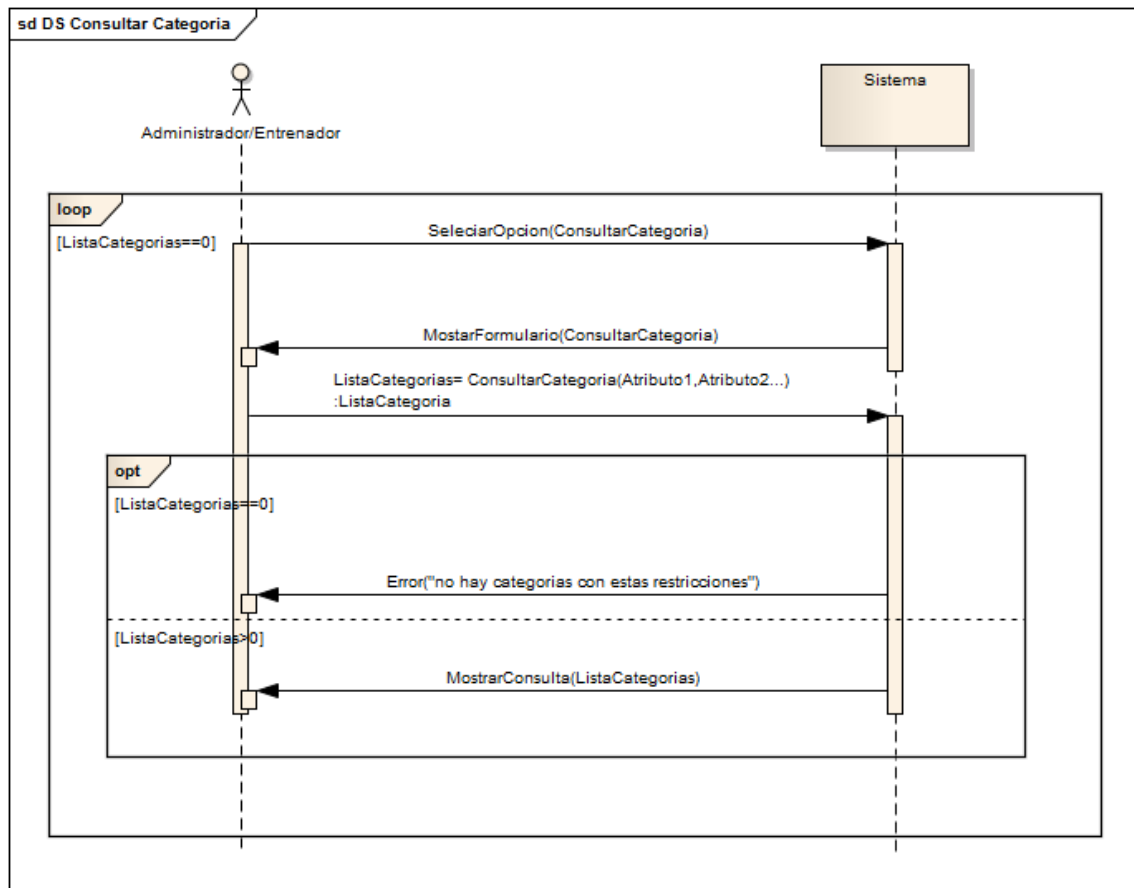 sd DS Consultar Categoria
Administrador/Entrenador
Sistema
loop
[ListaCategorias==0]
SeleciarOpcion(ConsultarCategoria)
MostarFormulario(ConsultarCategoria)
ListaCategorias= ConsultarCategoria(Atributo1,Atributo2...)
:ListaCategoria
opt
[ListaCategorias==0]
Error("no hay categorias con estas restricciones")
[ListaCategorias>0]
MostrarConsulta(ListaCategorias)